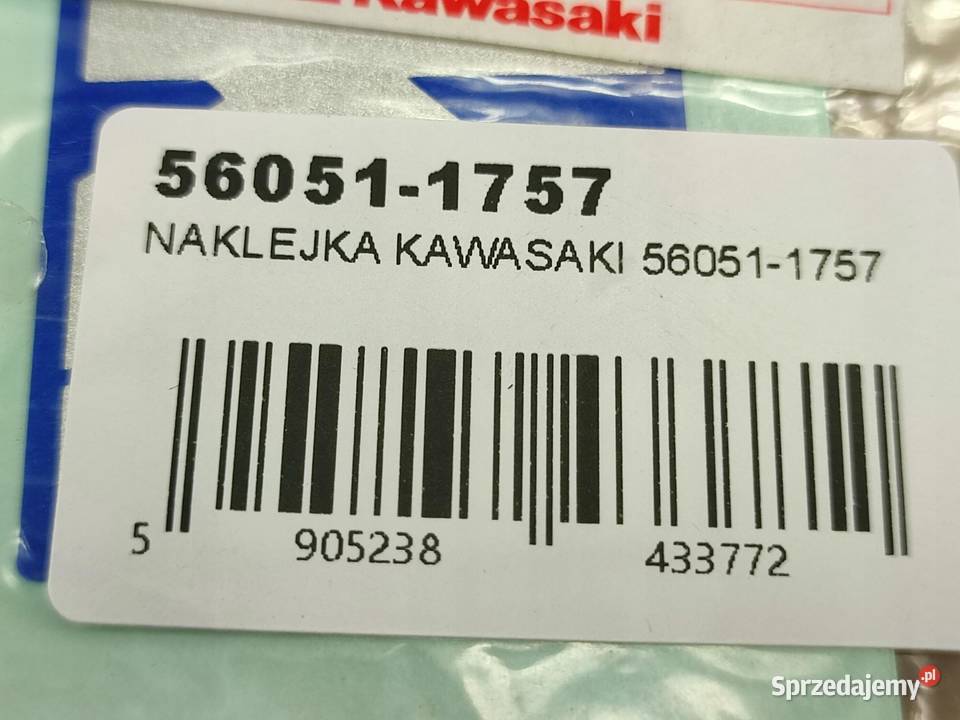 Kawasaki
56051-1757
NAKLEJKA KAWASAKI 56051-1757
5 905238 433772
Sprzedajemy.pl